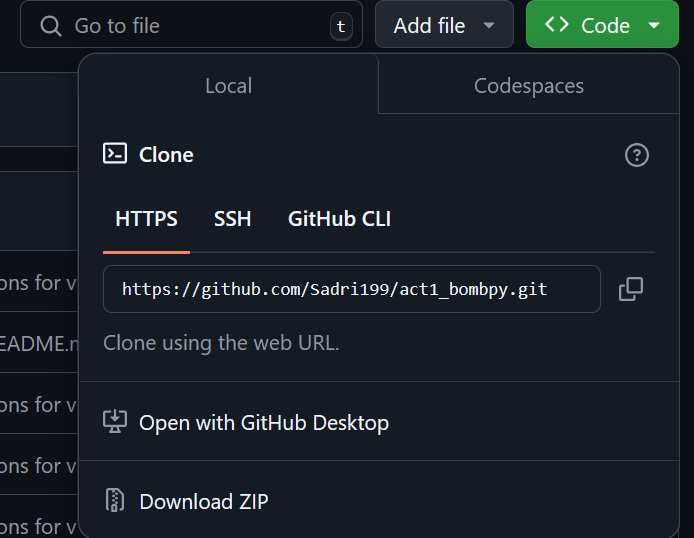 Go to file t Add file <> Code
Local Codespaces
Clone
HTTPS SSH GitHub CLI
ons for v
https://github.com/Sadri199/act1_bombpy.git
EADME.m
Clone using the web URL.
ons for v
Open with GitHub Desktop
ons for v
Download ZIP
ons for v